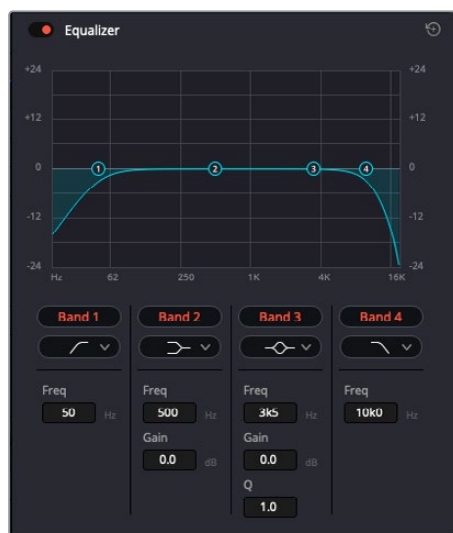 Equalizer
+24 +24
+12 +12
1 2 3 4
0 0
-12 -12
-24 -24
Hz 62 250 1K 4K 16K
Band 1 Band 2 Band 3 Band 4
Freq Freq Freq Freq
50 Hz 500 Hz 3k5 Hz 10k0 Hz
Gain Gain
0.0 dB 0.0 dB
Q
1.0